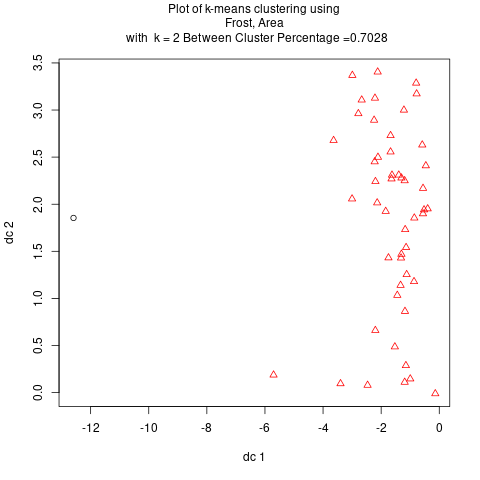 Plot of k-means clustering using
Frost, Area
with  k = 2 Between Cluster Percentage =0.7028
3.5
3.0
2.5
2.0
1.5
1.0
0.5
0.0
dc 2
-12 -10 -8 -6 -4 -2 0
dc 1